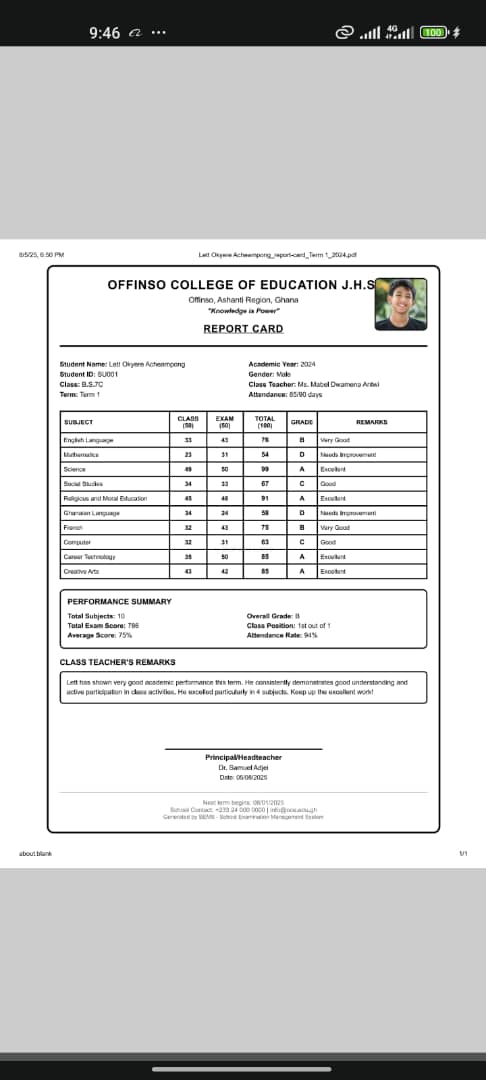 9:46
4G
100
8/5/25, 6:50 PM Lett Okyere Acheampong_report-card_Term 1_2024.pdf
OFFINSO COLLEGE OF EDUCATION J.H.S
Offinso, Ashanti Region, Ghana
"Knowledge is Power"
REPORT CARD
Student Name: Lett Okyere Acheampong Academic Year: 2024
Student ID: SU001 Gender: Male
Class: B.S.7C Class Teacher: Ms. Mabel Dwamena Antwi
Term: Term 1 Attendance: 85/90 days
SUBJECT CLASS (50) EXAM (50) TOTAL (100) GRADE REMARKS
English Language 33 43 76 B Very Good
Mathematics 23 31 54 D Needs Improvement
Science 49 50 99 A Excellent
Social Studies 34 33 67 C Good
Religious and Moral Education 45 46 91 A Excellent
Ghanaian Language 34 24 58 D Needs Improvement
French 32 43 75 B Very Good
Computer 32 31 63 C Good
Career Technology 35 50 85 A Excellent
Creative Arts 43 42 85 A Excellent
PERFORMANCE SUMMARY
Total Subjects: 10 Overall Grade: B
Total Exam Score: Class Position: 1st out of 1
Average Score: 75% Attendance Rate: 94%
CLASS TEACHER'S REMARKS
Lett has shown very good academic performance this term. He consistently demonstrates good understanding and
active participation in class activities. He excelled particularly in 4 subjects. Keep up the excellent work!
Principal/Headteacher
Dr. Samuel Adjei
Date: 05/08/2025
Next term begins: 08/01/2025
School Contact: +233 24 000 0000 |
Generated by - School Examination Management System
about:blank 1/1